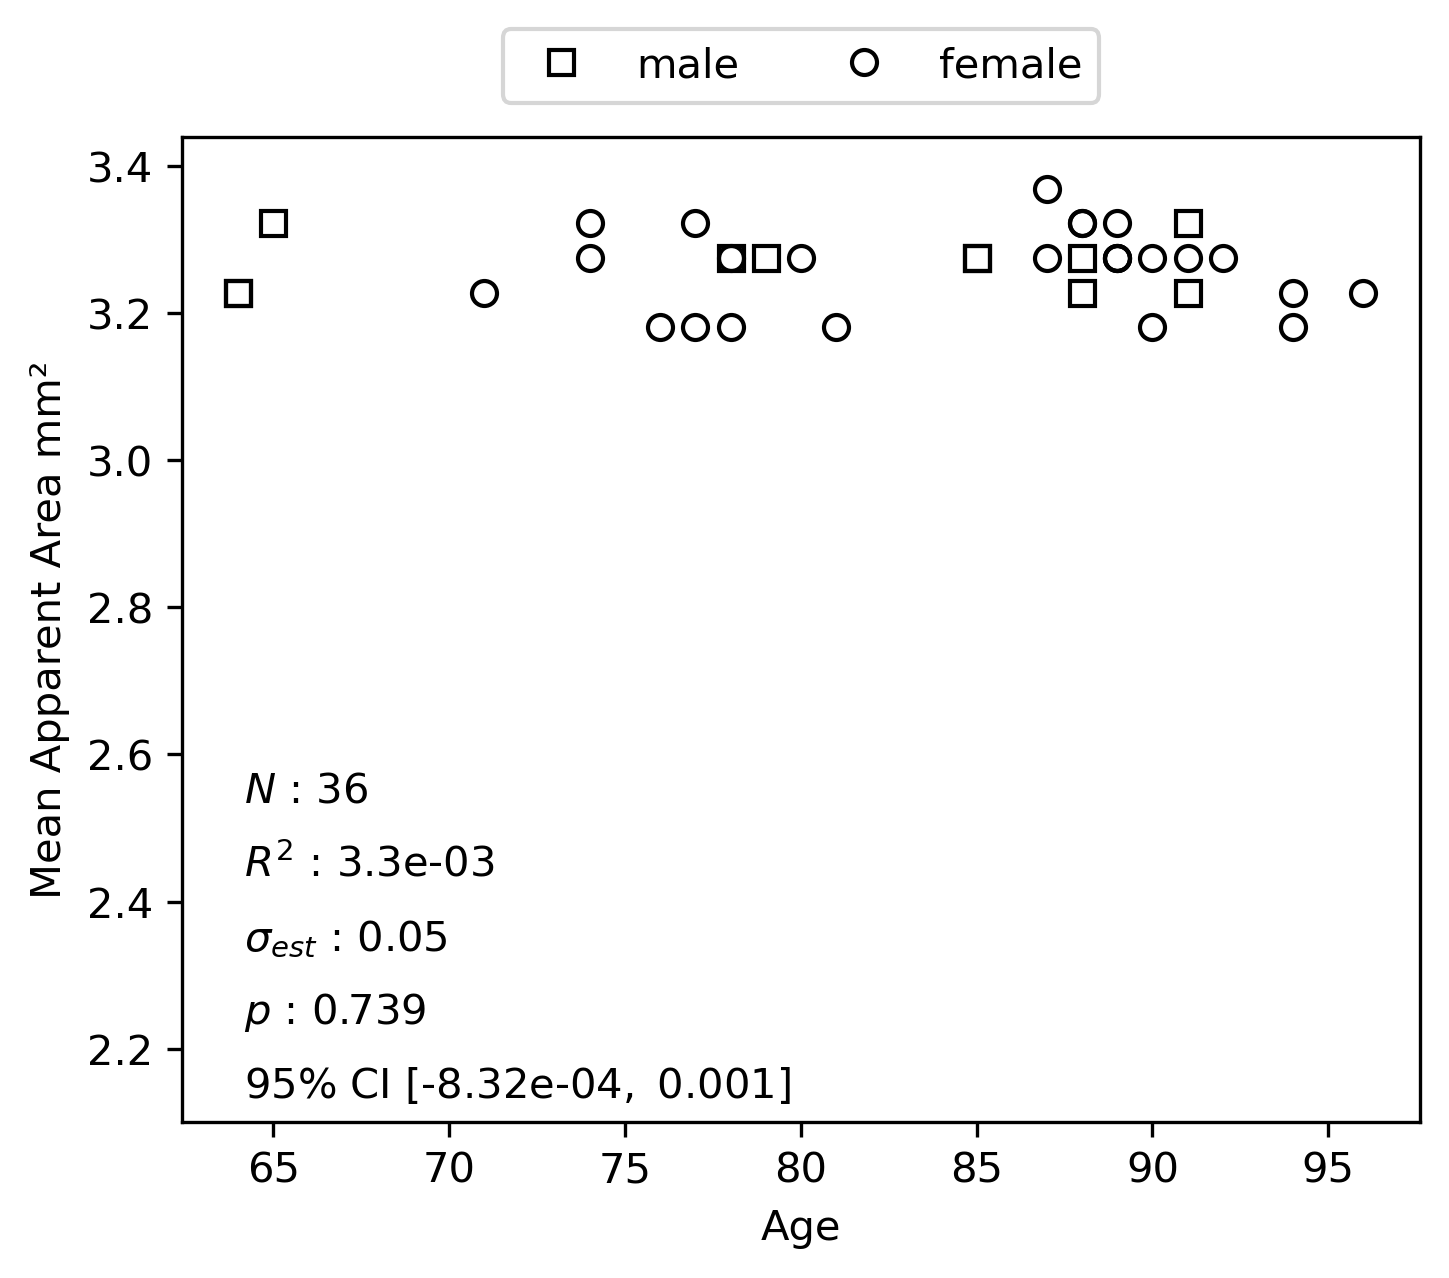 male female
3.4
3.2
3.0
2.8
2.6
2.4
2.2
Mean Apparent Area mm²
N : 36
R² : 3.3e-03
σest : 0.05
p : 0.739
95% CI [-8.32e-04, 0.001]
65 70 75 80 85 90 95
Age